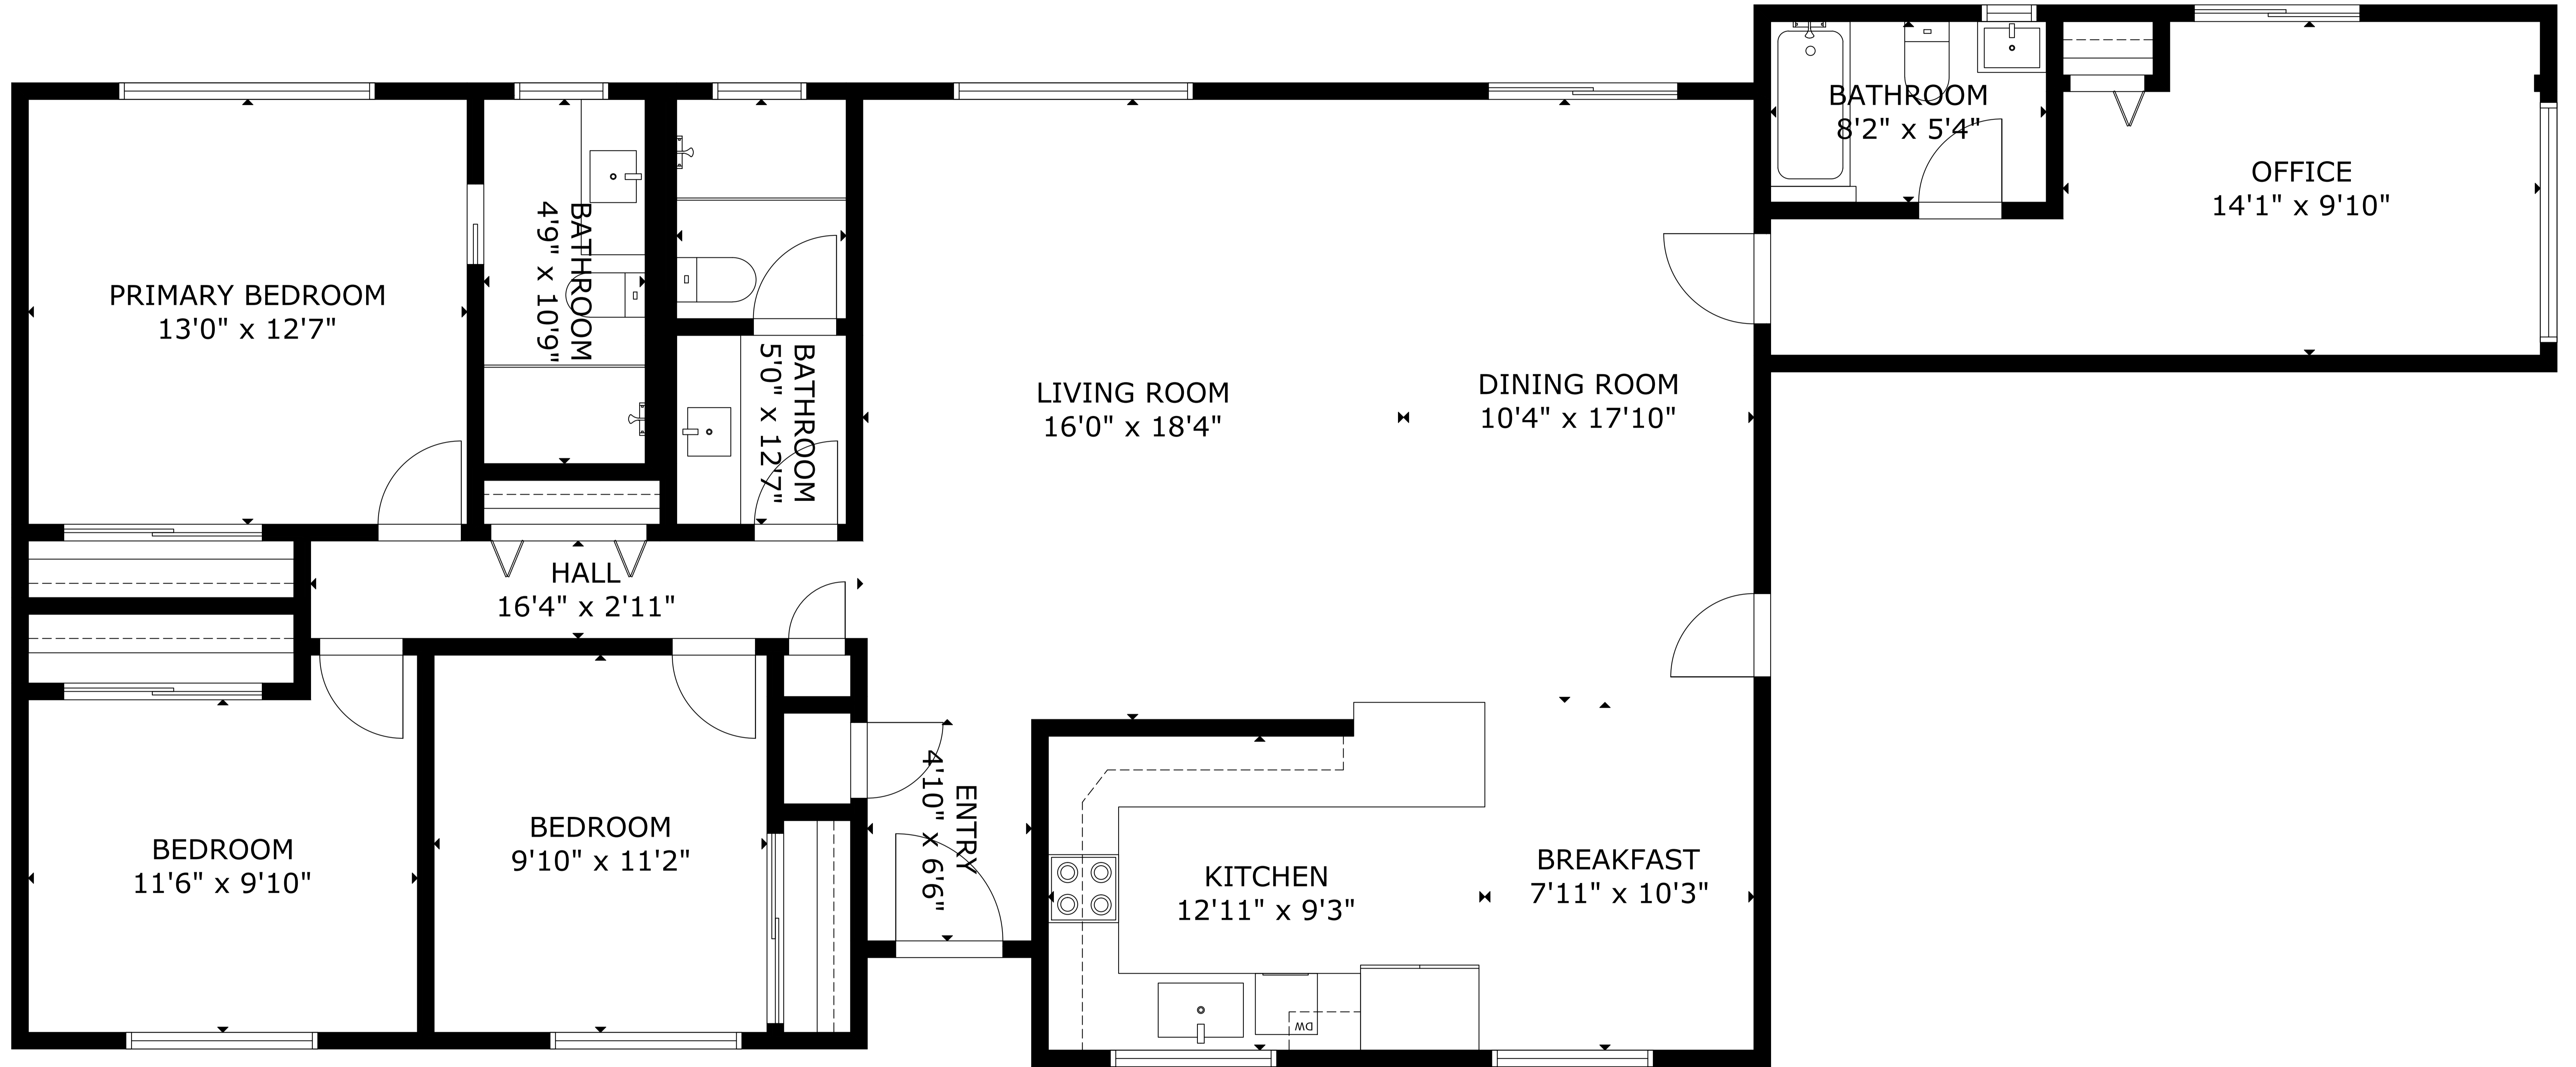 BATHROOM
8'2" x 5'4"
OFFICE
14'1" x 9'10"
PRIMARY BEDROOM
13'0" x 12'7"
BATHROOM
4'9" x 10'9"
BATHROOM
5'0" x 12'7"
LIVING ROOM
16'0" x 18'4"
DINING ROOM
10'4" x 17'10"
HALL
16'4" x 2'11"
BEDROOM
11'6" x 9'10"
BEDROOM
9'10" x 11'2"
ENTRY
4'10" x 6'6"
KITCHEN
12'11" x 9'3"
BREAKFAST
7'11" x 10'3"
DW